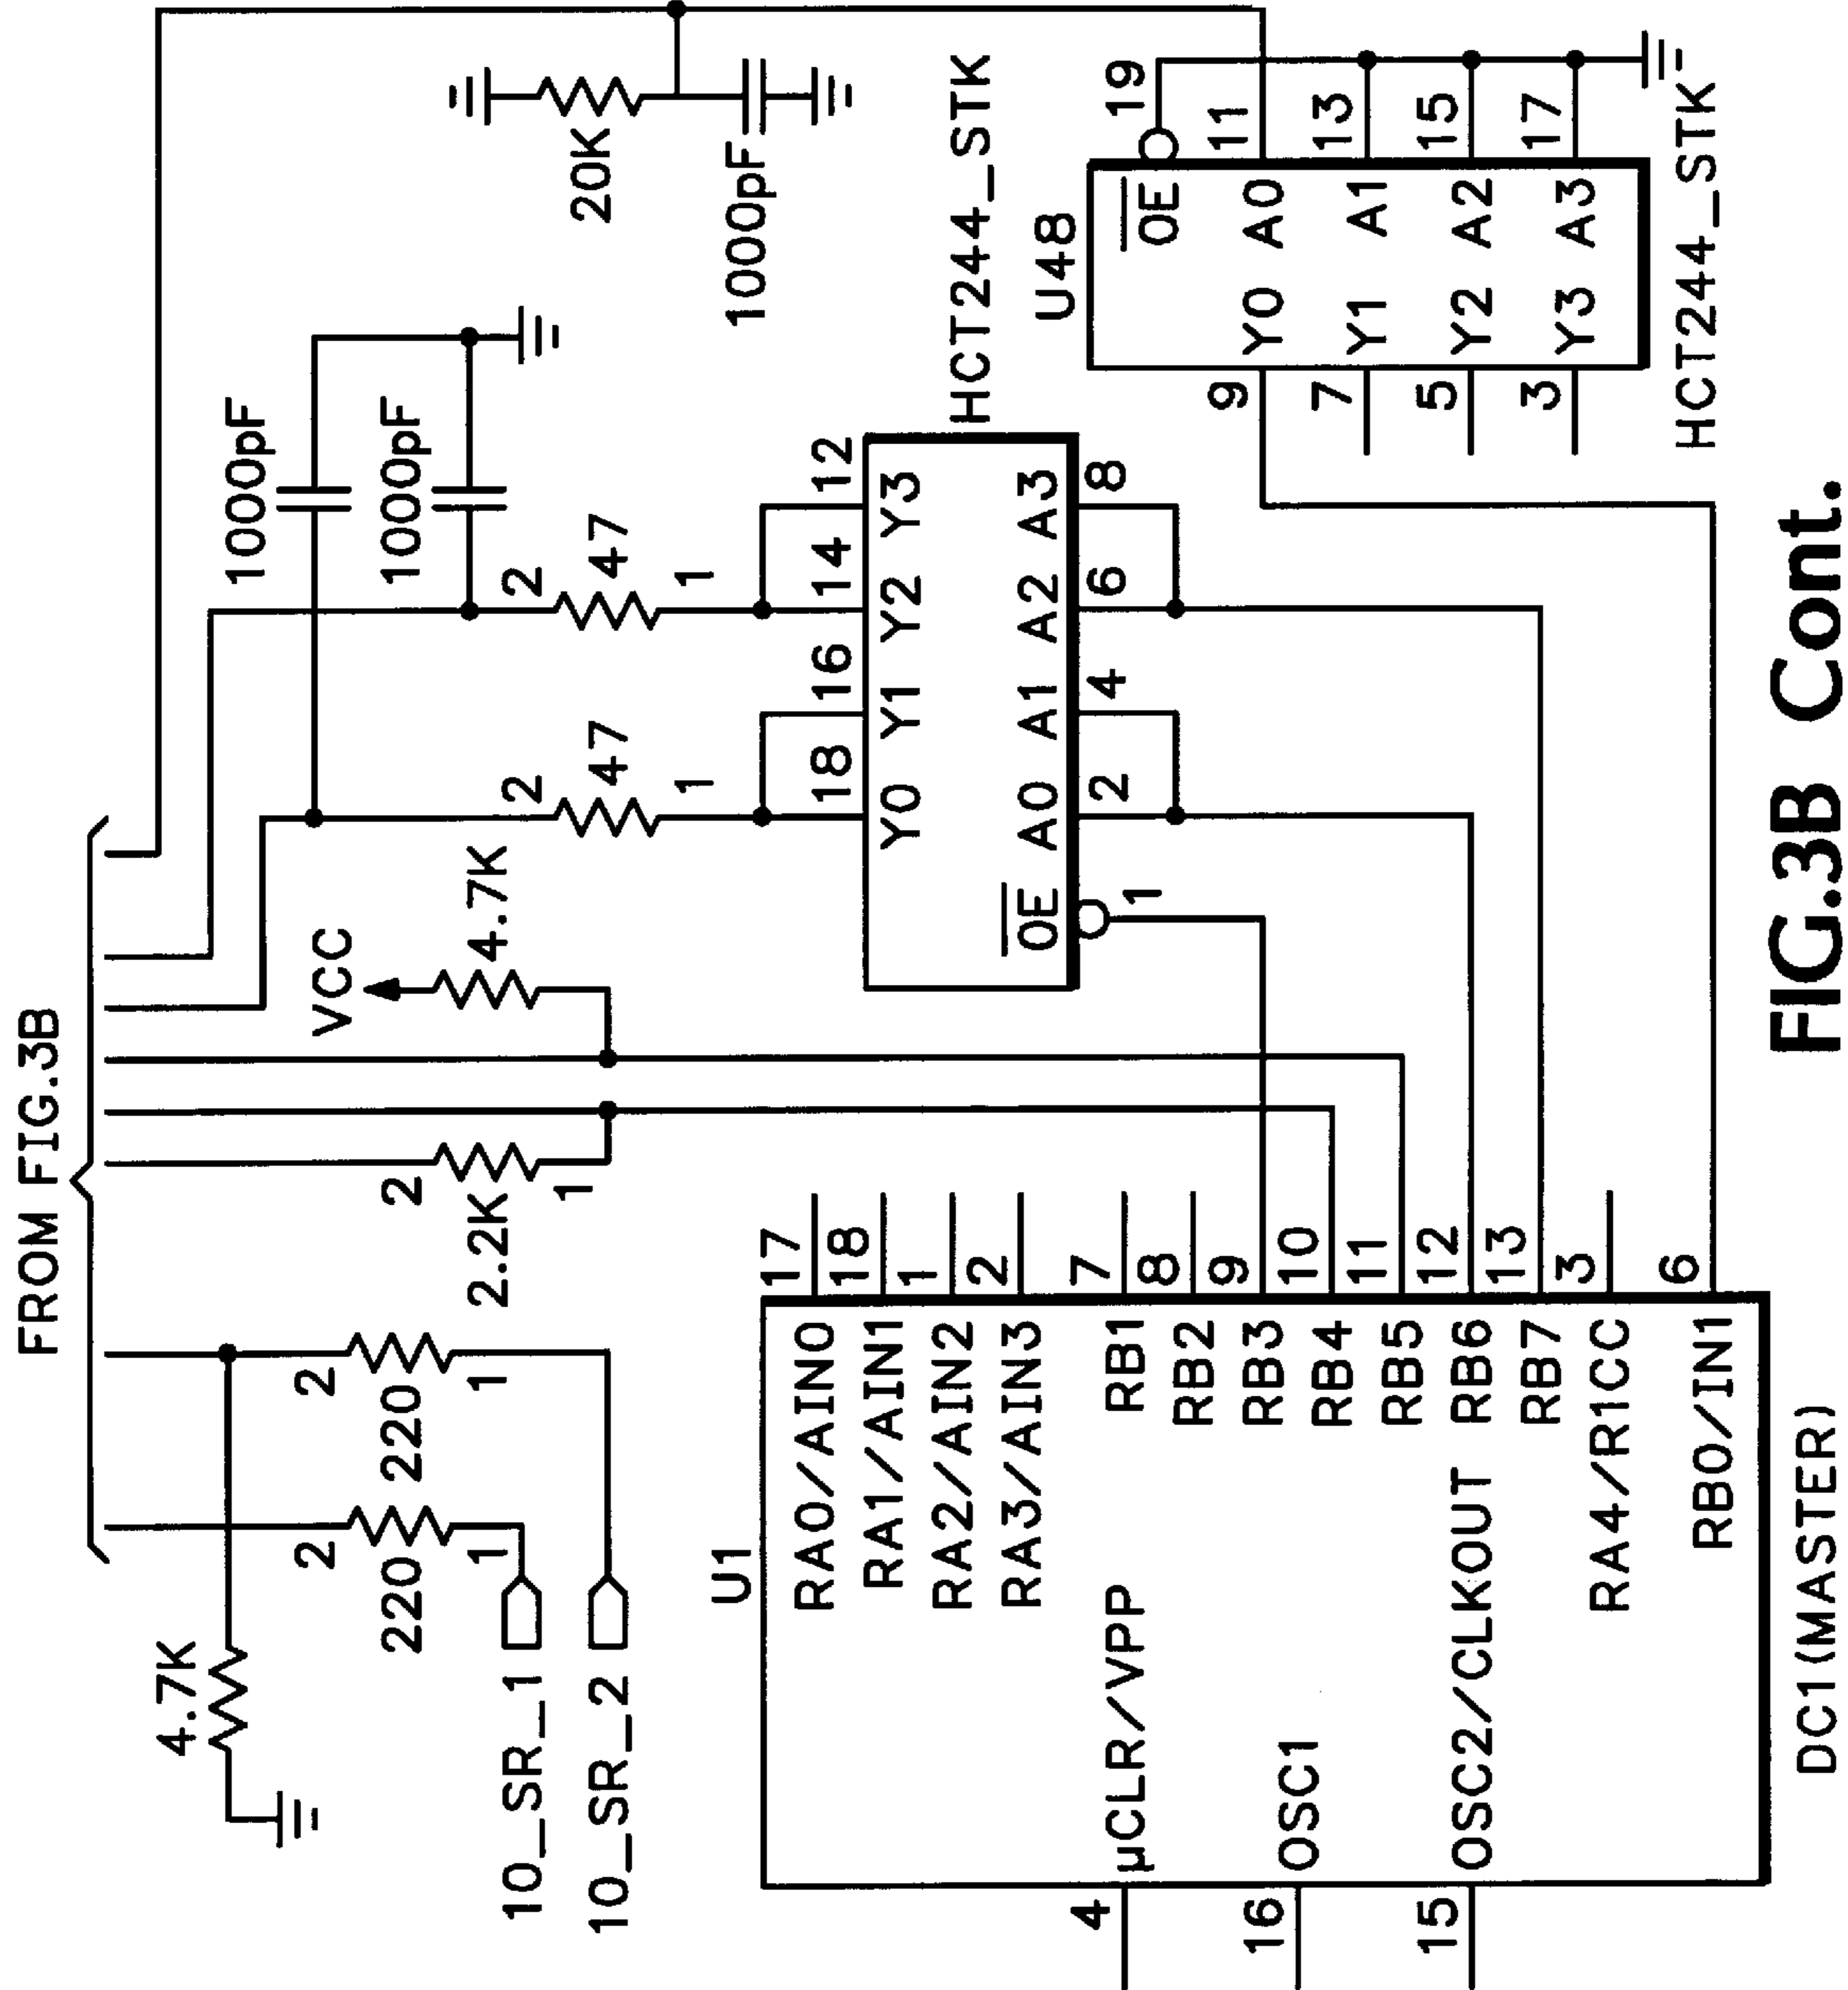 FROM FIG.3B
4.7K
10_SR_1
10_SR_2
2
220
1
2
220
1
2
2.2K
1
VCC
4.7K
1000pF
1000pF
2
47
1
2
47
1
20K
1000pF
HCT244_STK
18
16
14
12
Y0
Y1
Y2
Y3
OE
A0
A1
A2
A3
1
2
4
6
8
U48
OE
19
Y0
A0
9
11
Y1
A1
7
13
Y2
A2
5
15
Y3
A3
3
17
HCT244_STK
U1
RA0/AIN0
17
RA1/AIN1
18
RA2/AIN2
1
RA3/AIN3
2
4
µCLR/VPP
RB1
7
RB2
8
16
OSC1
RB3
9
RB4
10
RB5
11
15
OSC2/CLKOUT
RB6
12
RB7
13
RA4/R1CC
3
RB0/IN1
6
DC1(MASTER)
FIG.3B Cont.